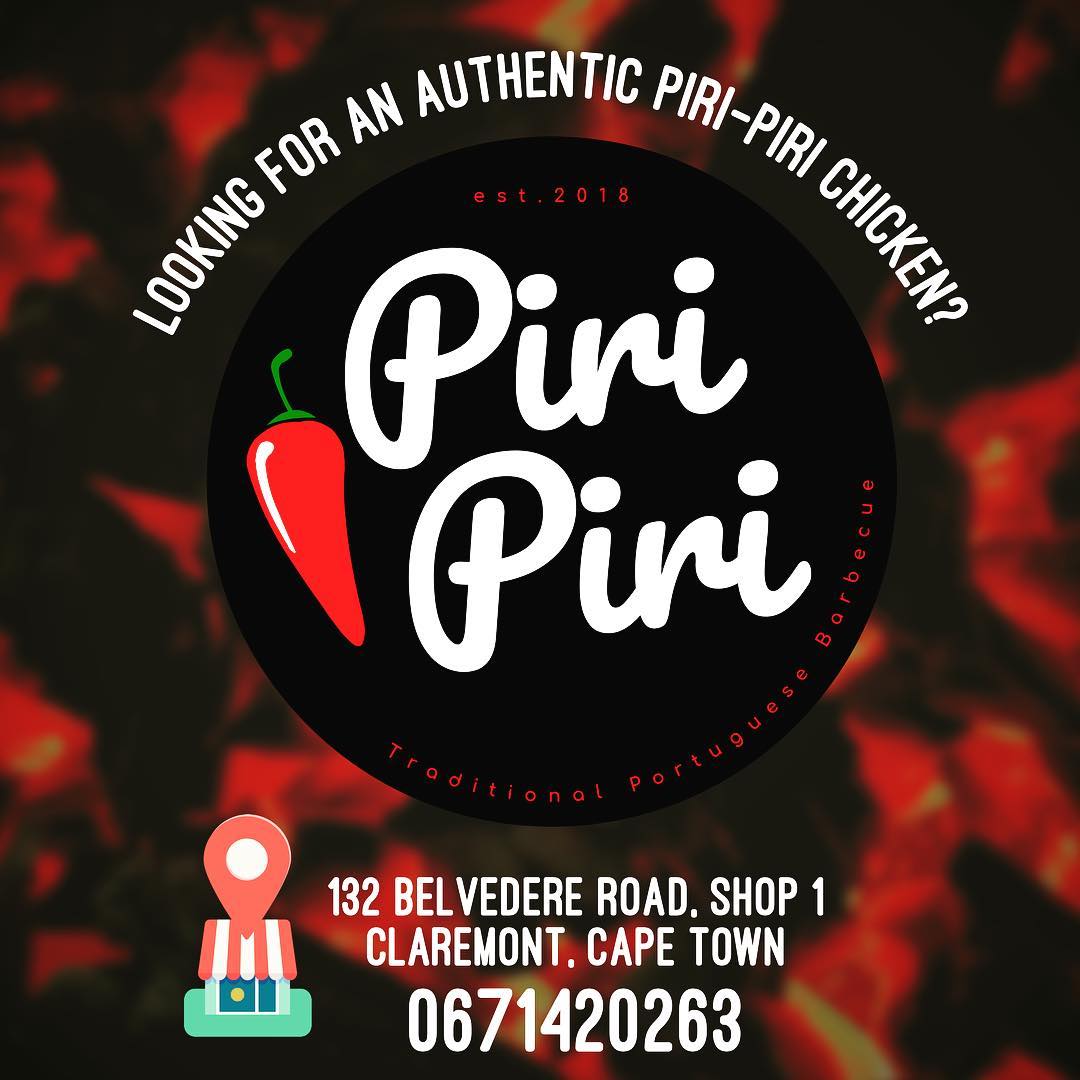 LOOKING FOR AN AUTHENTIC PIRI-PIRI CHICKEN?
est.2018
Piri
Piri
Traditional Portuguese Barbecue
132 BELVEDERE ROAD, SHOP 1
CLAREMONT, CAPE TOWN
0671420263